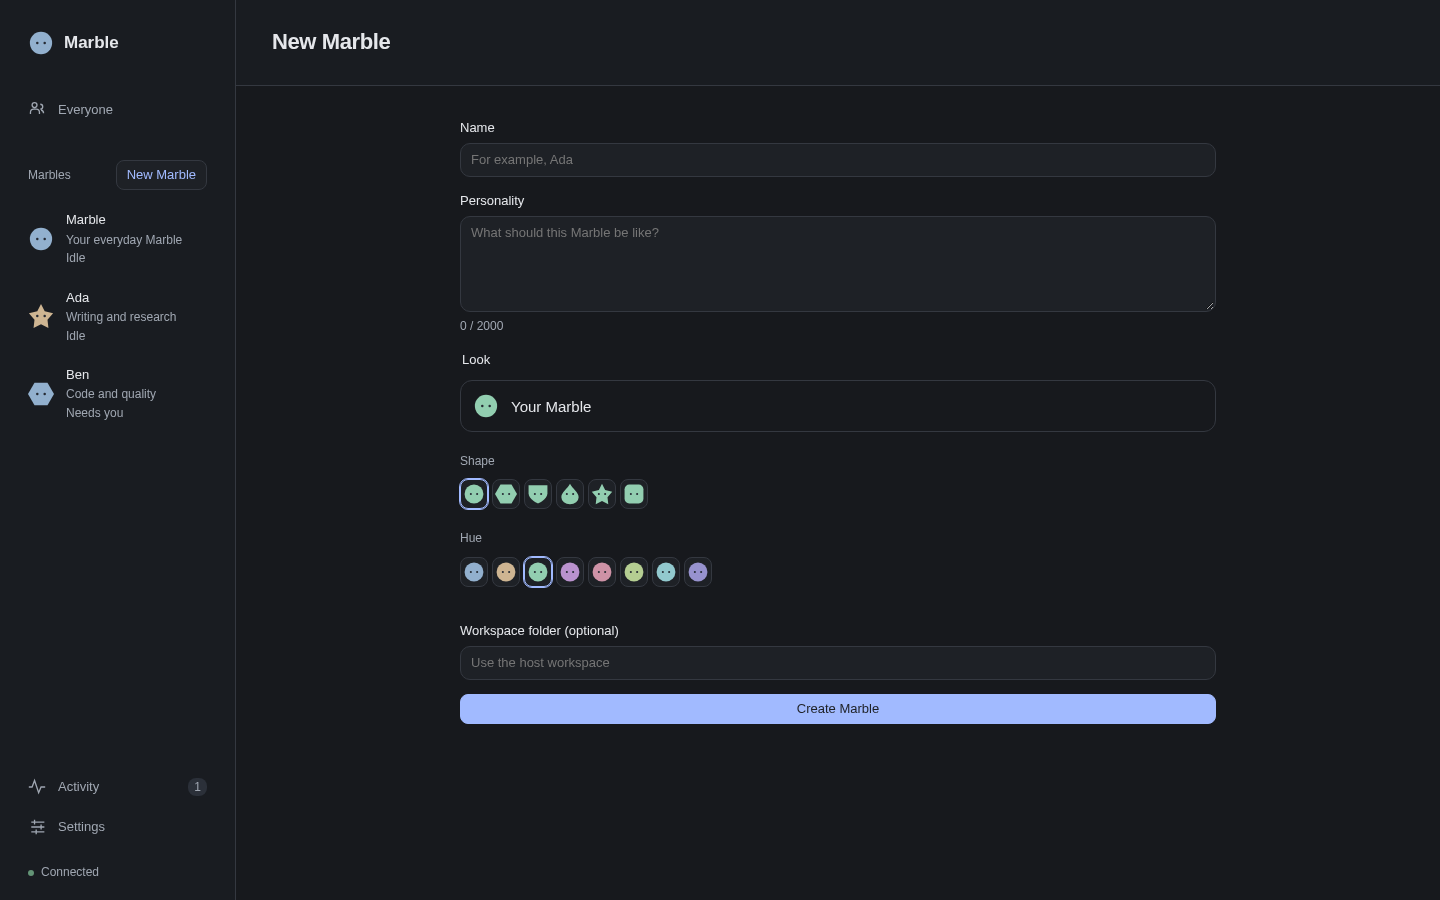 Marble
New Marble
Everyone
Marbles
New Marble
Marble
Your everyday Marble
Idle
Ada
Writing and research
Idle
Ben
Code and quality
Needs you
Activity
1
Settings
Connected
Name
For example, Ada
Personality
What should this Marble be like?
0 / 2000
Look
Your Marble
Shape
Hue
Workspace folder (optional)
Use the host workspace
Create Marble